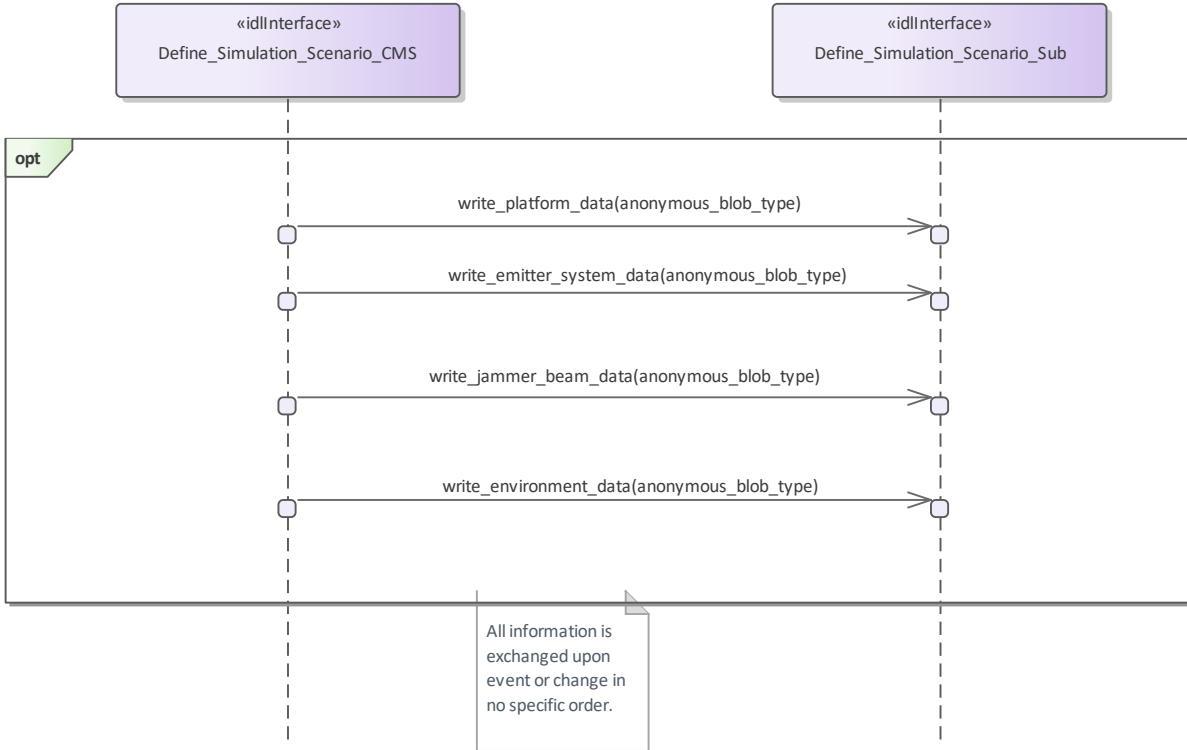 «idlInterface»
Define_Simulation_Scenario_CMS
«idlInterface»
Define_Simulation_Scenario_Sub
opt
write_platform_data(anonymous_blob_type)
write_emitter_system_data(anonymous_blob_type)
write_jammer_beam_data(anonymous_blob_type)
write_environment_data(anonymous_blob_type)
All information is
exchanged upon
event or change in
no specific order.